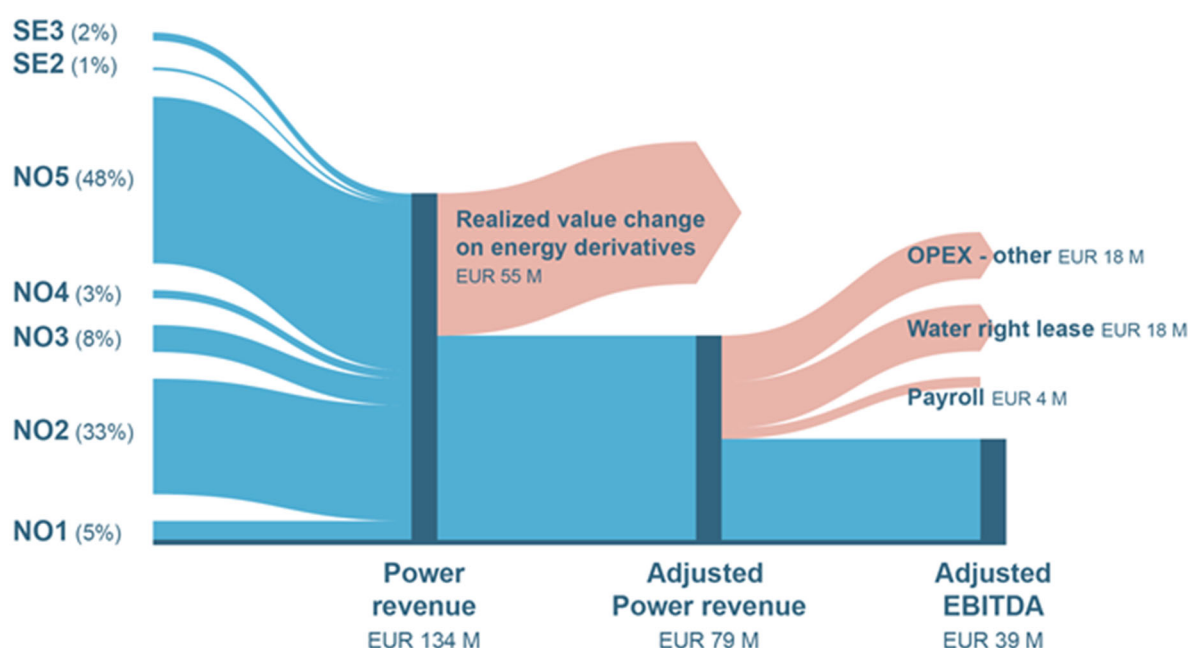 SE3 (2%)
SE2 (1%)
NO5 (48%)
NO4 (3%)
NO3 (8%)
NO2 (33%)
NO1 (5%)
Realized value change
on energy derivatives
EUR 55 M
OPEX - other EUR 18 M
Water right lease EUR 18 M
Payroll EUR 4 M
Power
revenue
EUR 134 M
Adjusted
Power revenue
EUR 79 M
Adjusted
EBITDA
EUR 39 M